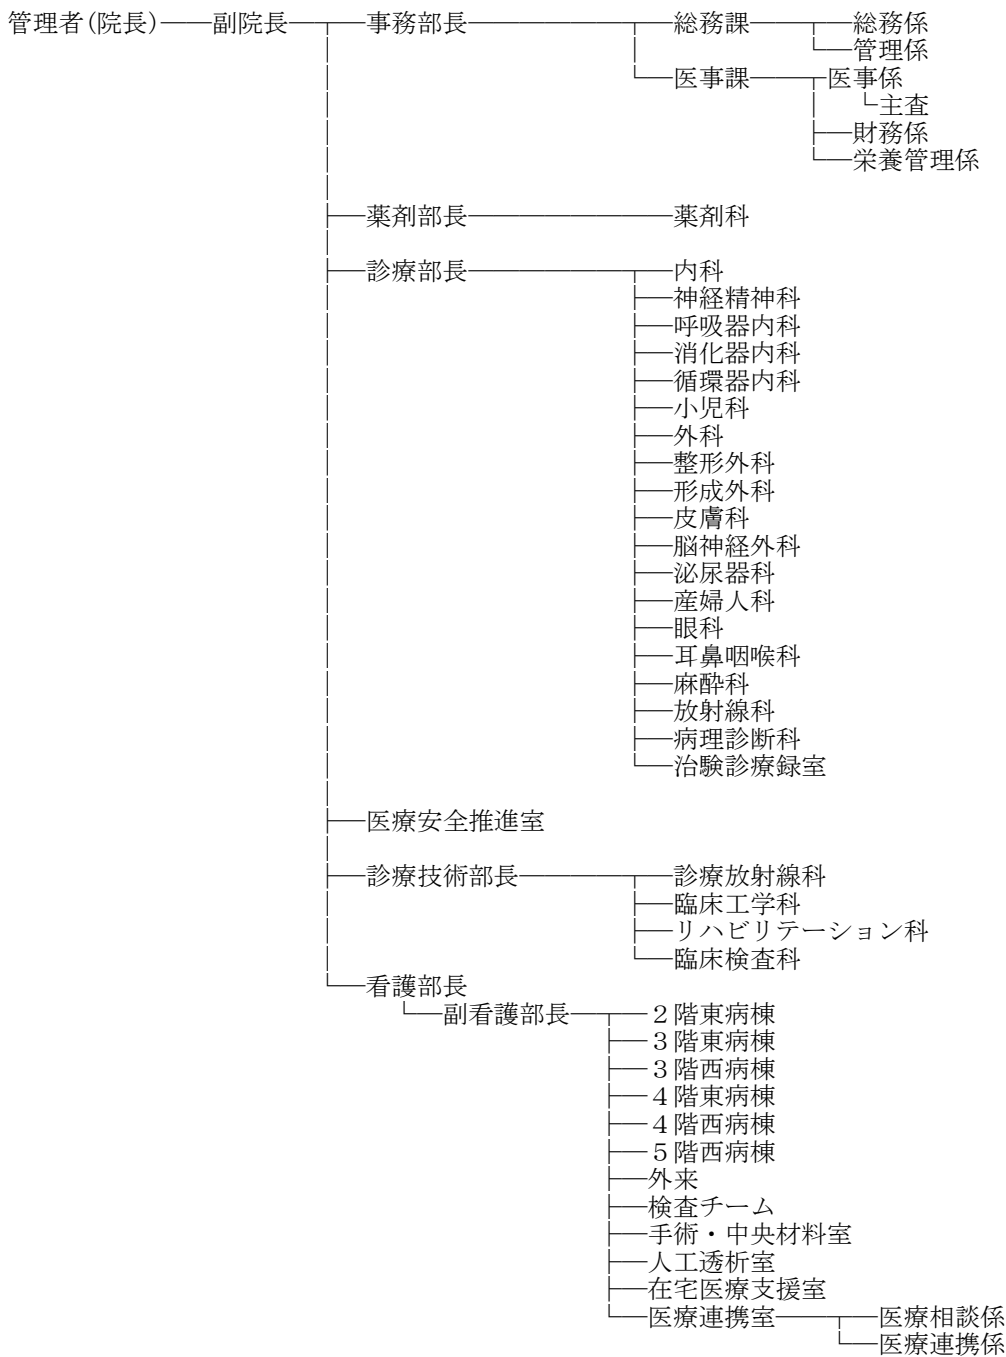 管理者(院長) 副院長 事務部長 総務課 総務係
管理係
医事課 医事係
主査
財務係
栄養管理係
薬剤部長 薬剤科
診療部長 内科
神経精神科
呼吸器内科
消化器内科
循環器内科
小児科
外科
整形外科
形成外科
皮膚科
脳神経外科
泌尿器科
産婦人科
眼科
耳鼻咽喉科
麻酔科
放射線科
病理診断科
治験診療録室
医療安全推進室
診療技術部長 診療放射線科
臨床工学科
リハビリテーション科
臨床検査科
看護部長
副看護部長 2階東病棟
3階東病棟
3階西病棟
4階東病棟
4階西病棟
5階西病棟
外来
検査チーム
手術・中央材料室
人工透析室
在宅医療支援室
医療連携室 医療相談係
医療連携係